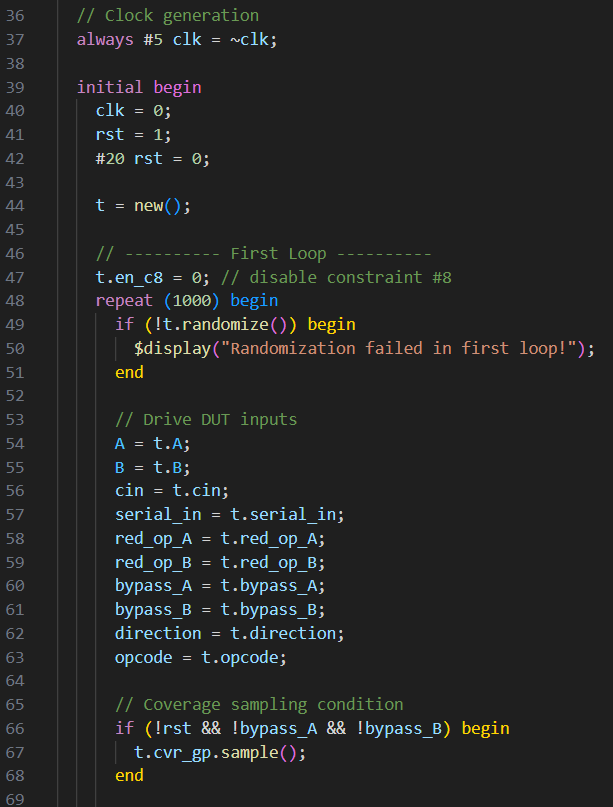 36 // Clock generation
37 always #5 clk = ~clk;
38
39 initial begin
40 clk = 0;
41 rst = 1;
42 #20 rst = 0;
43
44 t = new();
45
46 // ---------- First Loop ----------
47 t.en_c8 = 0; // disable constraint #8
48 repeat (1000) begin
49 if (!t.randomize()) begin
50 $display("Randomization failed in first loop!");
51 end
52
53 // Drive DUT inputs
54 A = t.A;
55 B = t.B;
56 cin = t.cin;
57 serial_in = t.serial_in;
58 red_op_A = t.red_op_A;
59 red_op_B = t.red_op_B;
60 bypass_A = t.bypass_A;
61 bypass_B = t.bypass_B;
62 direction = t.direction;
63 opcode = t.opcode;
64
65 // Coverage sampling condition
66 if (!rst && !bypass_A && !bypass_B) begin
67 t.cvr_gp.sample();
68 end
69